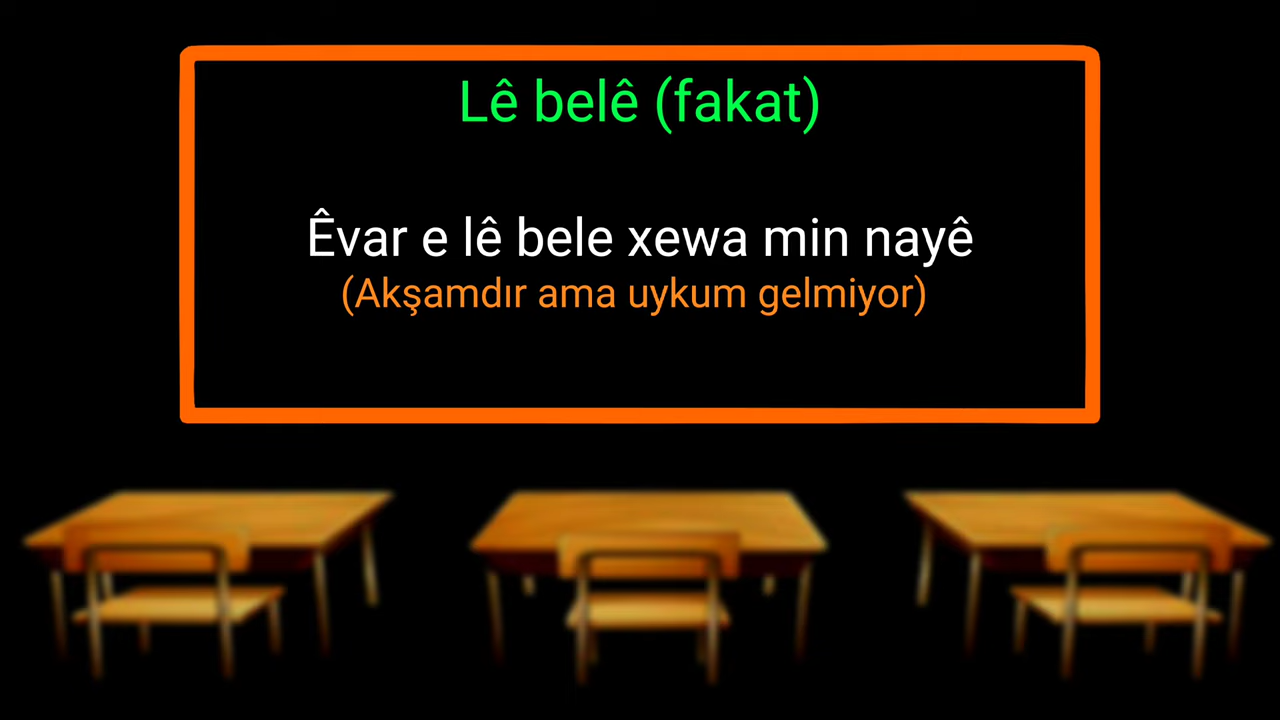 Lê belê (fakat)
Êvar e lê bele xewa min nayê
(Akşamdır ama uykum gelmiyor)